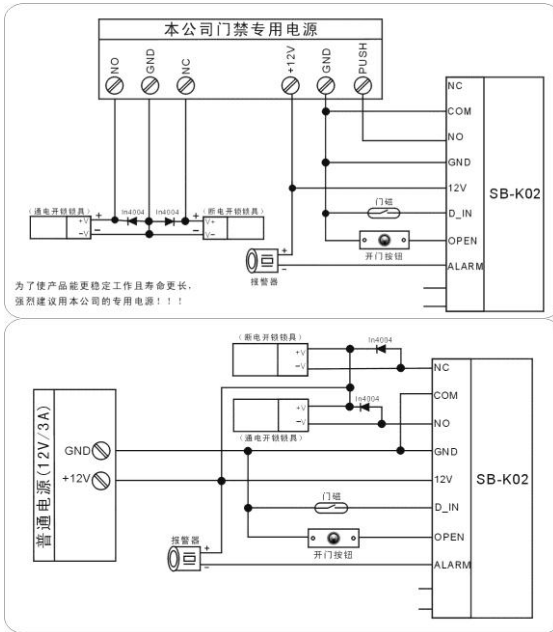 本公司门禁专用电源
NO
GND
NC
+12V
GND
PUSH
NC
COM
NO
GND
12V
D_IN
OPEN
ALARM
SB-K02
(通电开锁锁具)
In4004
In4004
(断电开锁锁具)
+
+
+V
-V
V+
V-
−
−
门磁
开门按钮
+
−
报警器
为了使产品能更稳定工作且寿命更长,
强烈建议用本公司的专用电源!!!
(断电开锁锁具)
In4004
+V
-V
In4004
+V
-V
(通电开锁锁具)
普通电源(12V/3A)
GND
+12V
NC
COM
NO
GND
12V
D_IN
OPEN
ALARM
SB-K02
门磁
开门按钮
报警器
+
−